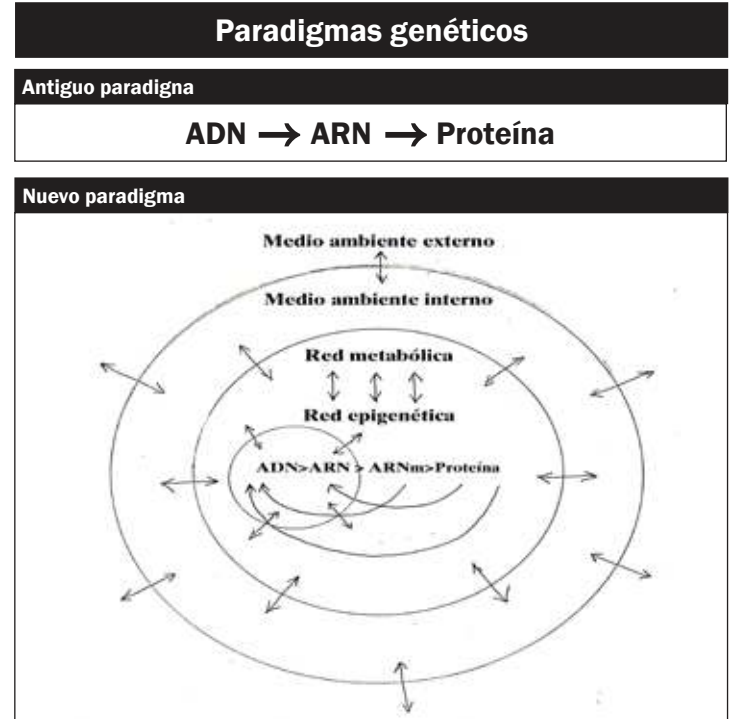 Paradigmas genéticos
Antiguo paradigna
ADN → ARN → Proteína
Nuevo paradigma
Medio ambiente externo
Medio ambiente interno
Red metabólica
Red epigenética
ADN>ARN > ARNm>Proteína